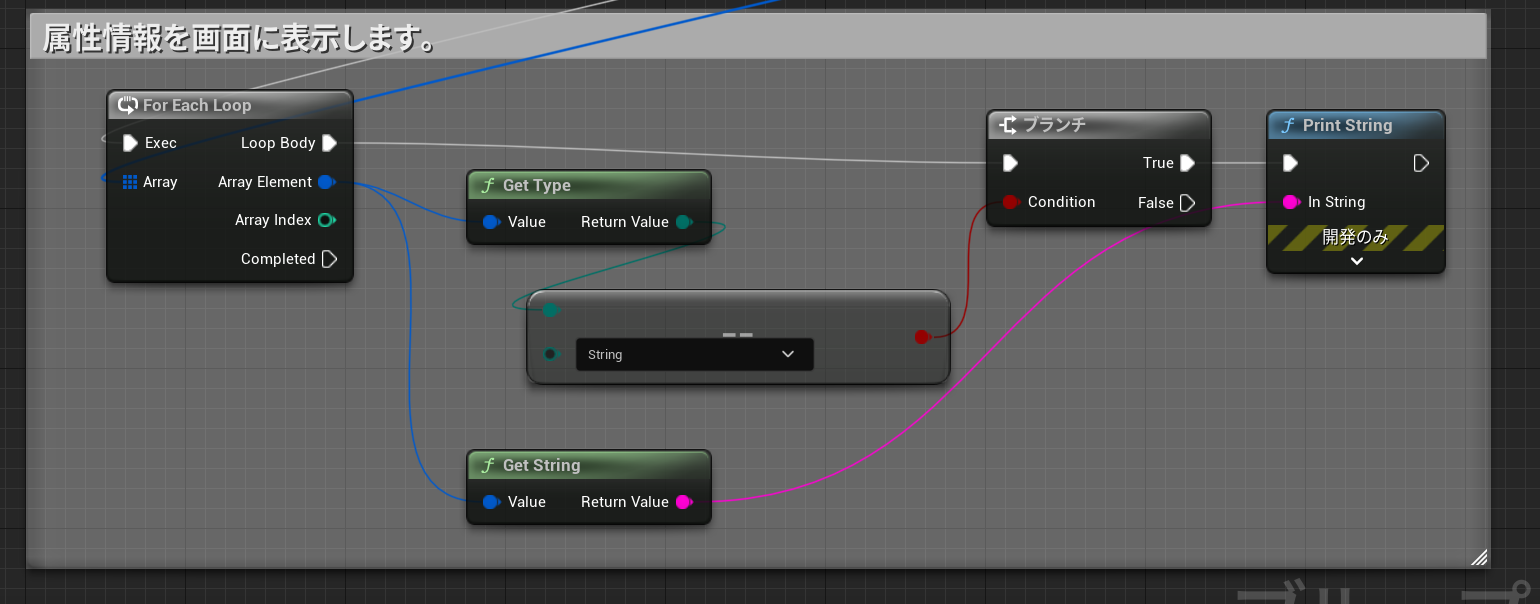 属性情報を画面に表示します。
For Each Loop
Exec
Loop Body
Array
Array Element
Array Index
Completed
Get Type
Value
Return Value
==
String
Get String
Value
Return Value
ブランチ
True
Condition
False
Print String
In String
開発のみ